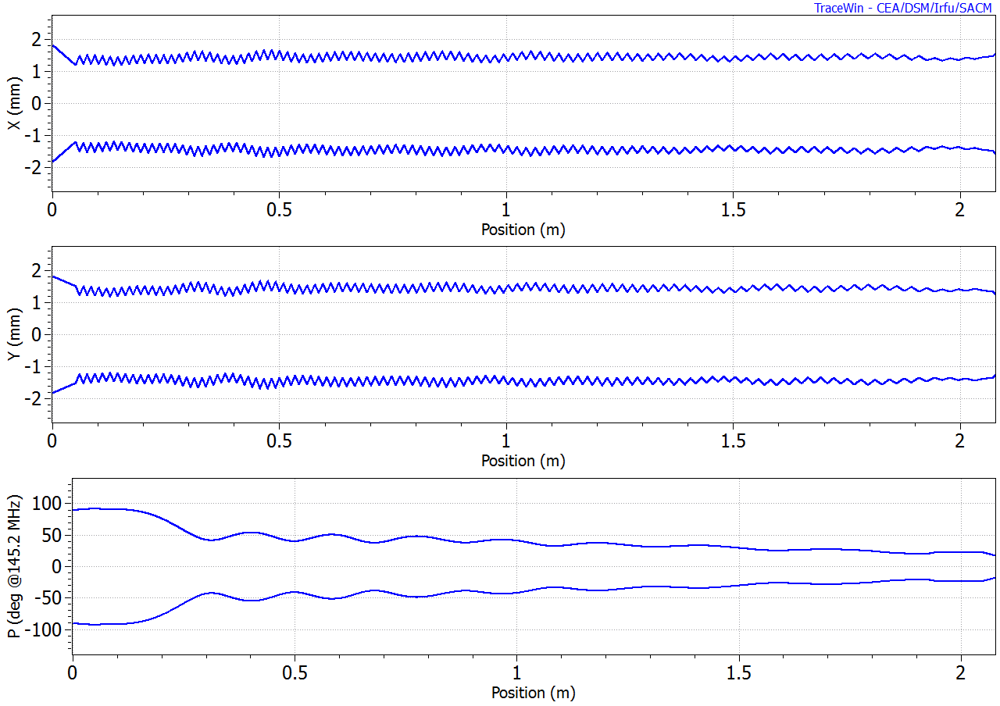 TraceWin - CEA/DSM/Irfu/SACM
X (mm)
2
1
0
-1
-2
0 0.5 1 1.5 2
Position (m)
Y (mm)
2
1
0
-1
-2
0 0.5 1 1.5 2
Position (m)
P (deg @145.2 MHz)
100
50
0
-50
-100
0 0.5 1 1.5 2
Position (m)